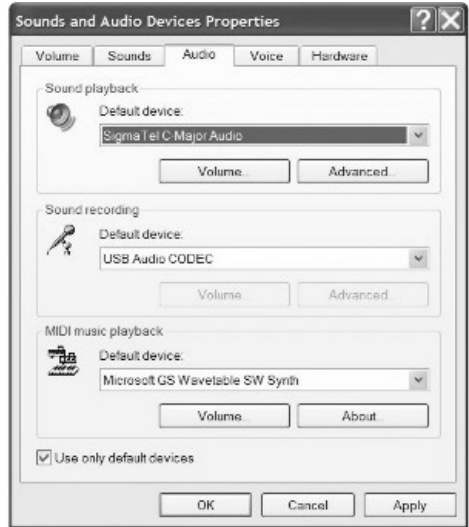 Sounds and Audio Devices Properties
Volume Sounds Audio Voice Hardware
Sound playback
Default device:
SigmaTel C-Major Audio
Volume... Advanced...
Sound recording
Default device:
USB Audio CODEC
Volume... Advanced...
MIDI music playback
Default device:
Microsoft GS Wavetable SW Synth
Volume... About...
Use only default devices
OK Cancel Apply